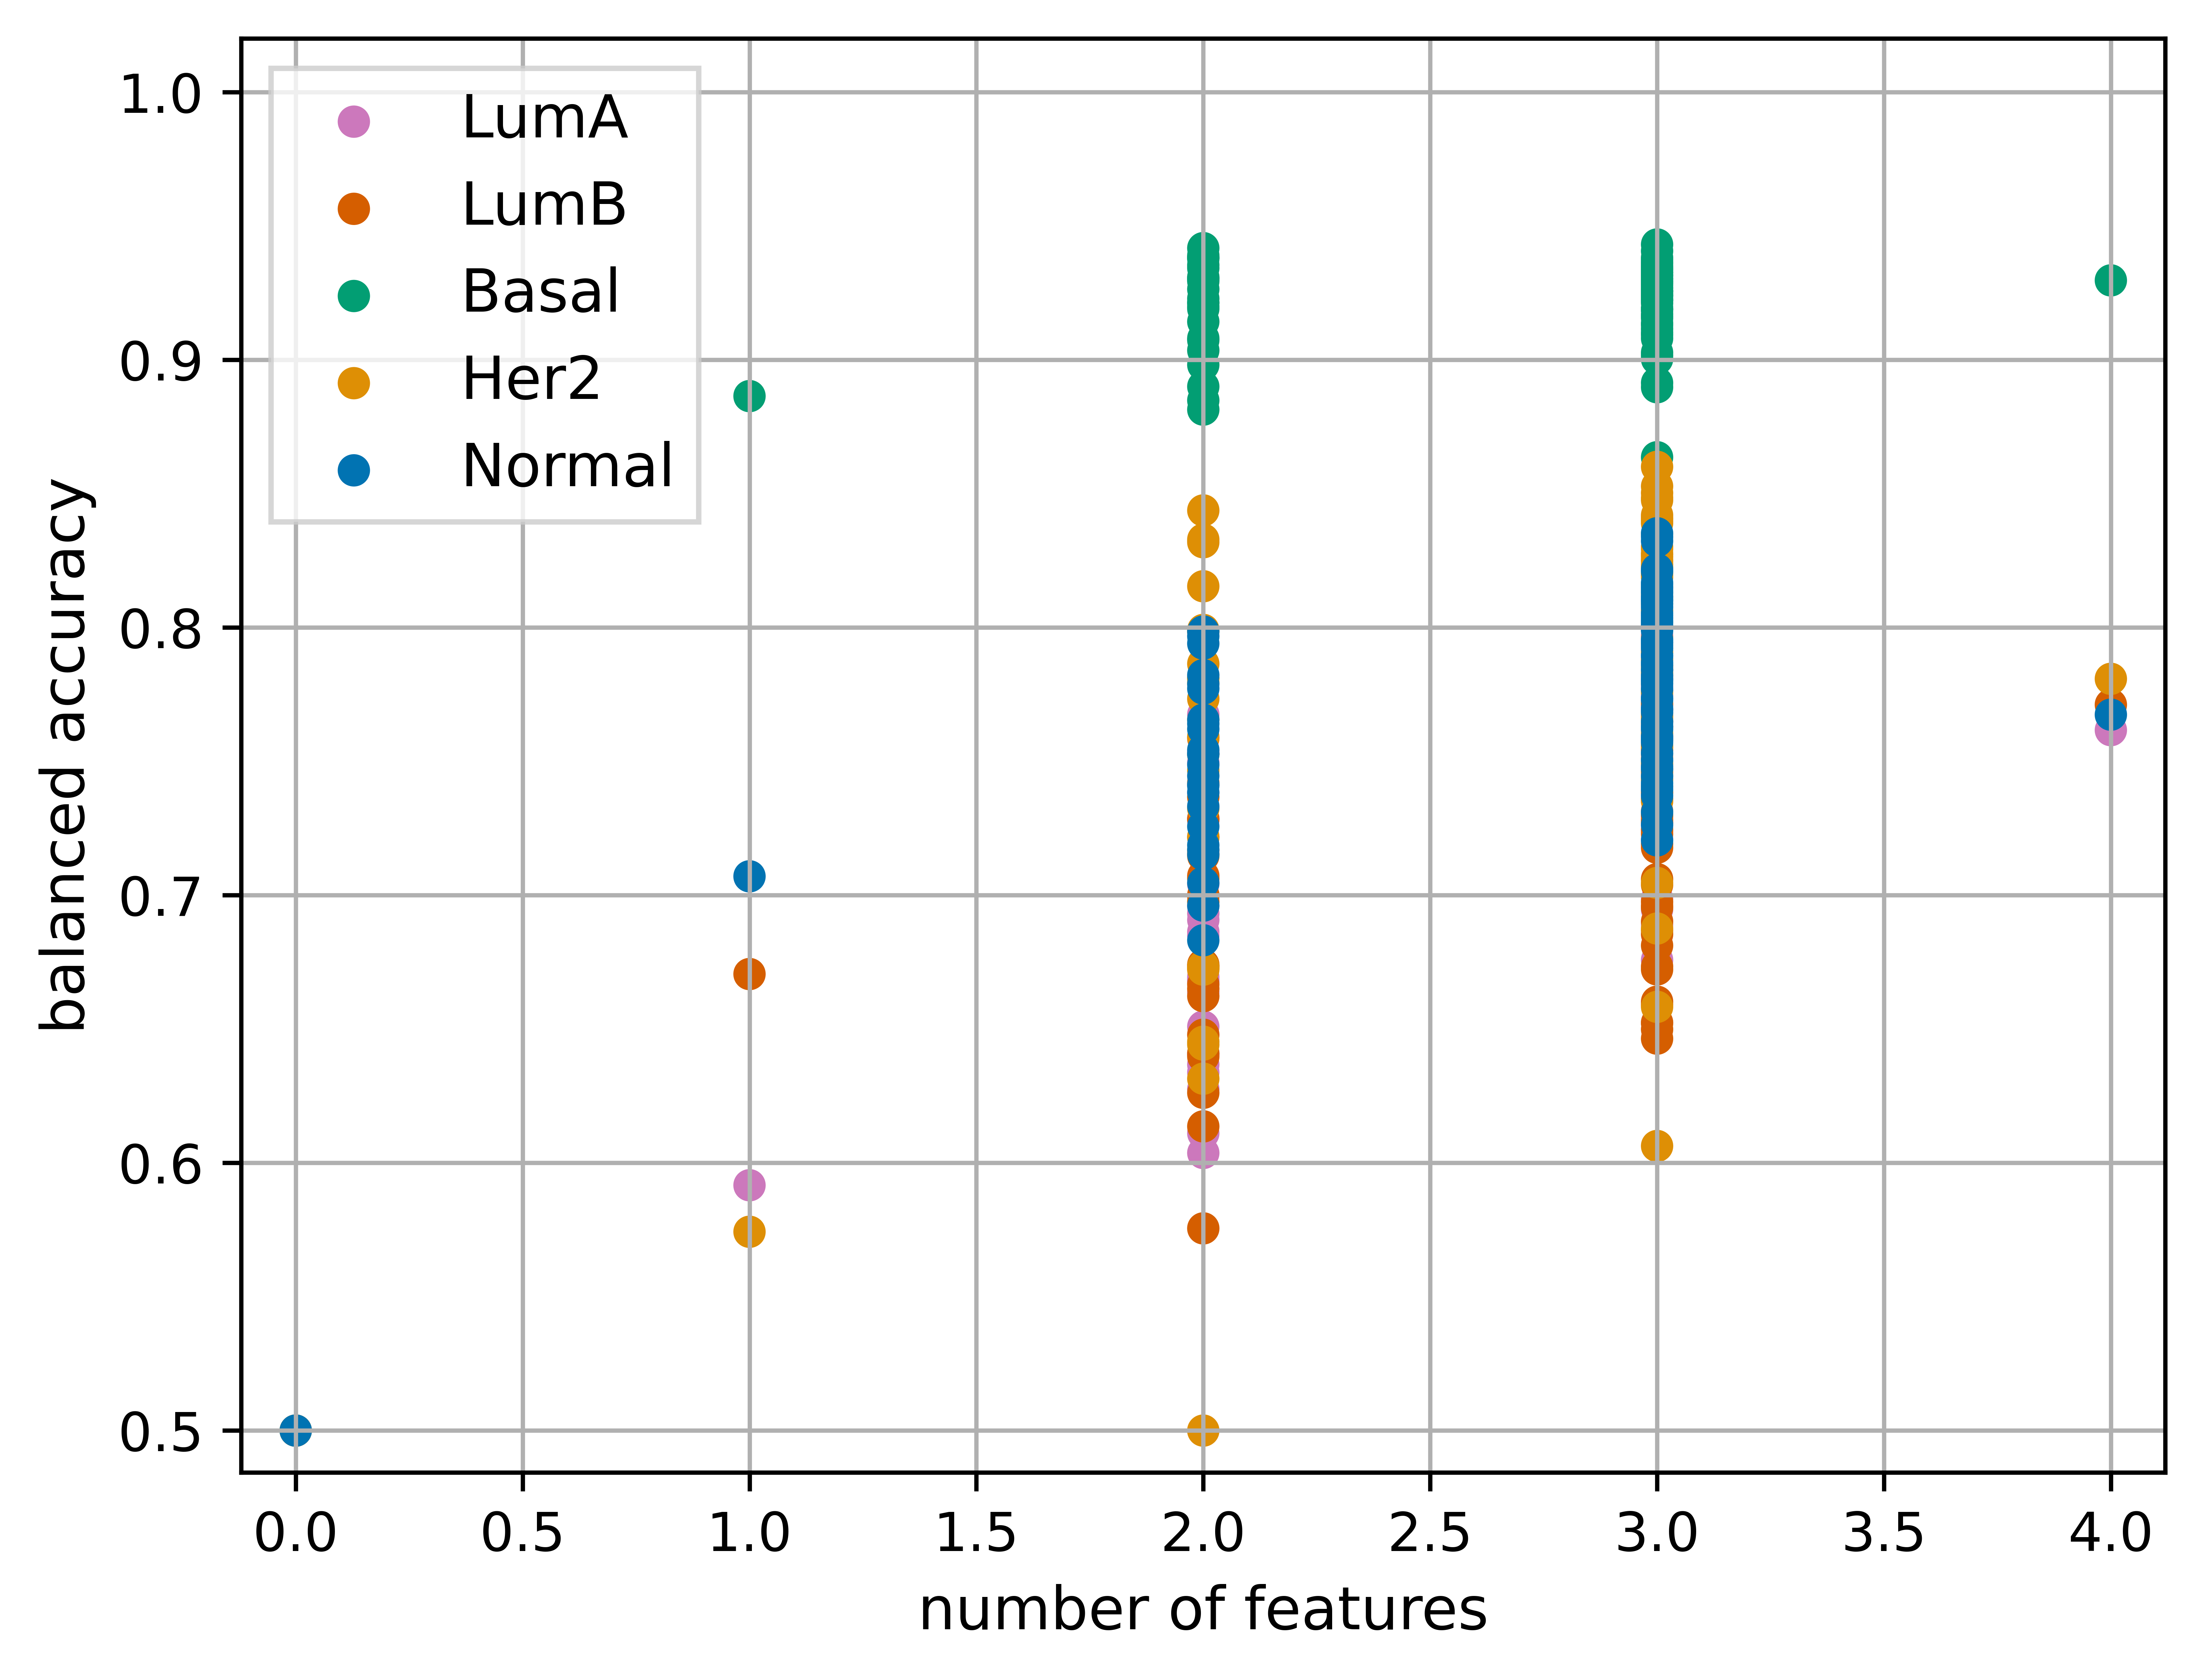 1.0
0.9
0.8
0.7
0.6
0.5
balanced accuracy
LumA
LumB
Basal
Her2
Normal
0.0 0.5 1.0 1.5 2.0 2.5 3.0 3.5 4.0
number of features